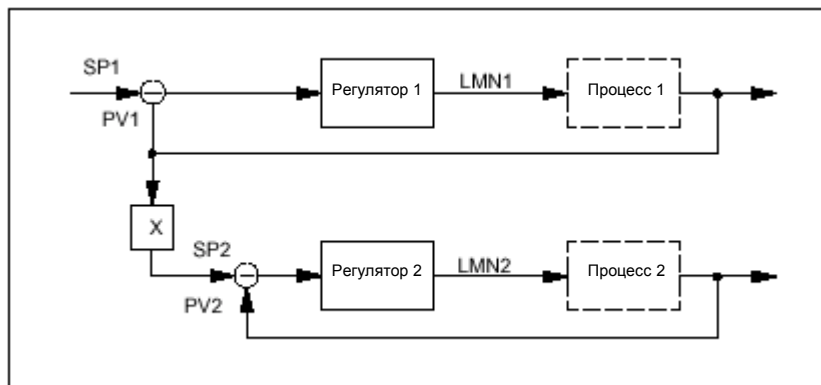 SP1
PV1
Регулятор 1
LMN1
Процесс 1
X
SP2
PV2
Регулятор 2
LMN2
Процесс 2